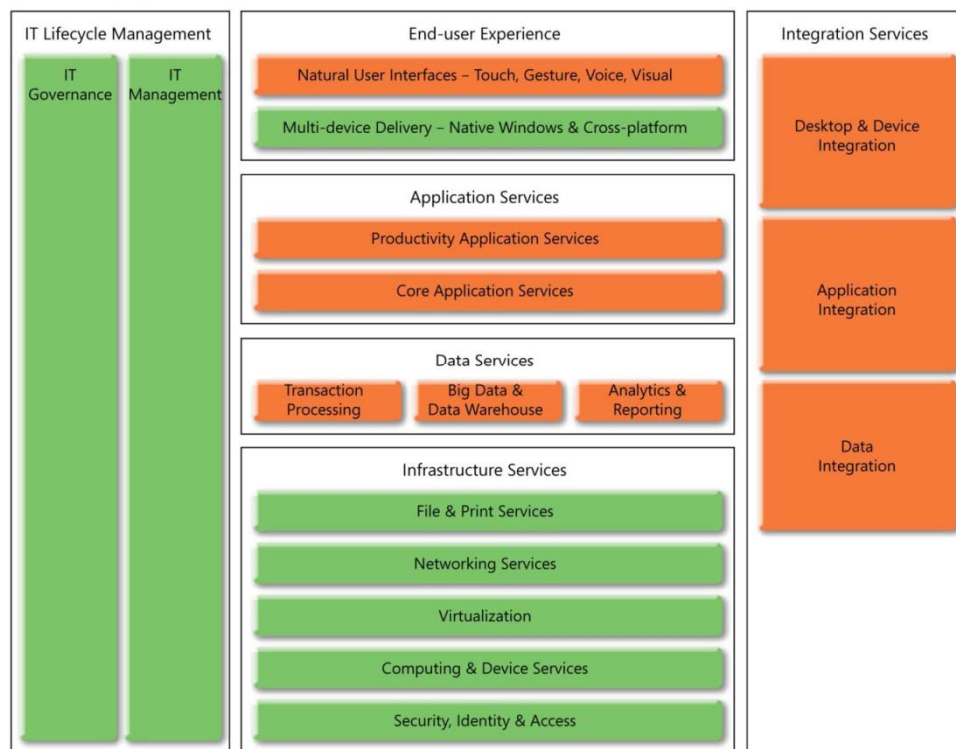 IT Lifecycle Management
IT
Governance
IT
Management
End-user Experience
Natural User Interfaces – Touch, Gesture, Voice, Visual
Multi-device Delivery – Native Windows & Cross-platform
Application Services
Productivity Application Services
Core Application Services
Data Services
Transaction
Processing
Big Data &
Data Warehouse
Analytics &
Reporting
Infrastructure Services
File & Print Services
Networking Services
Virtualization
Computing & Device Services
Security, Identity & Access
Integration Services
Desktop & Device
Integration
Application
Integration
Data
Integration